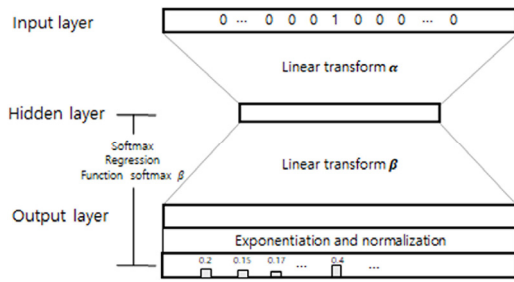 Input layer
0 ... 0 0 0 1 0 0 0 ... 0
Linear transform α
Hidden layer
Softmax
Regression
Function softmax β
Linear transform β
Output layer
Exponentiation and normalization
0.2 0.15 0.17 ... 0.4 ...